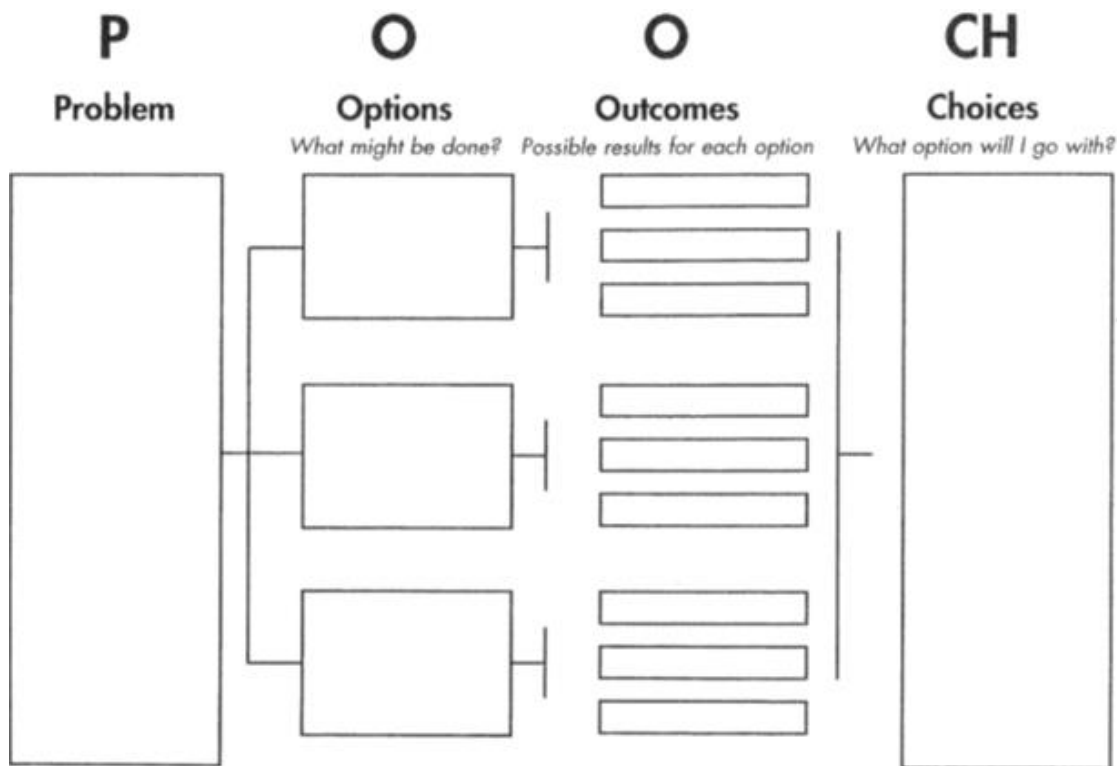 P O O CH
Problem Options Outcomes Choices
What might be done? Possible results for each option What option will I go with?